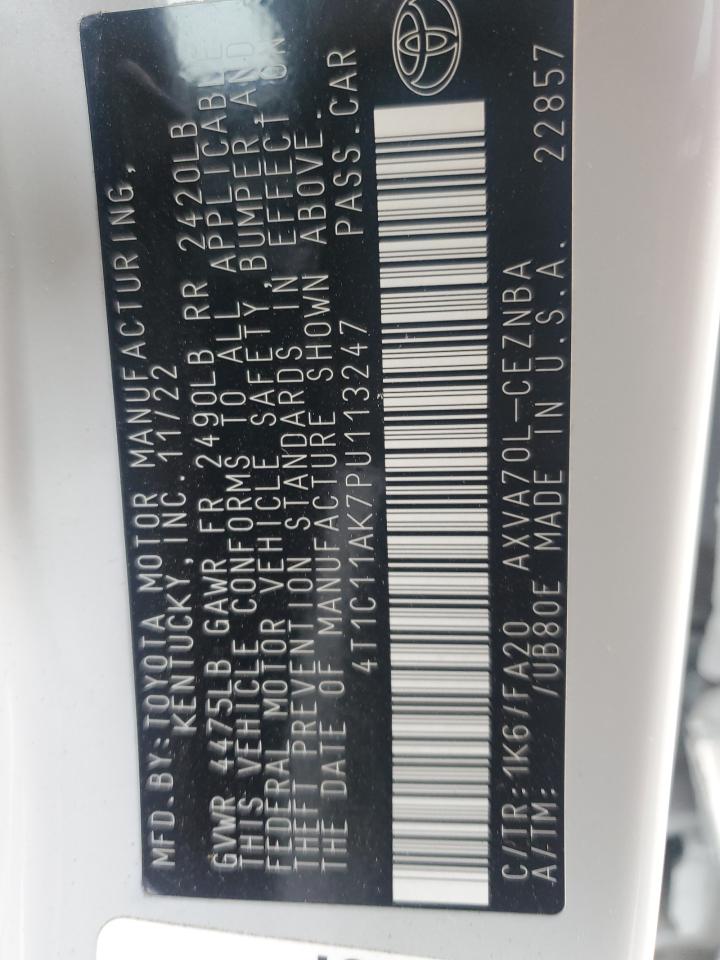 MFD.BY:TOYOTA MOTOR MANUFACTURING,
KENTUCKY,INC.11/22
GVWR 4475LB GAWR FR 2490LB RR 2420LB
THIS VEHICLE CONFORMS TO ALL APPLICABLE
FEDERAL MOTOR VEHICLE SAFETY,BUMPER,AND
THEFT PREVENTION STANDARDS IN EFFECT ON
THE DATE OF MANUFACTURE SHOWN ABOVE.
4T1C11AK7PU113247 PASS.CAR
C/TR:1K6/FA20 AXVA70L-CEZNBA 22857
A/TM: /UB80E MADE IN U.S.A.